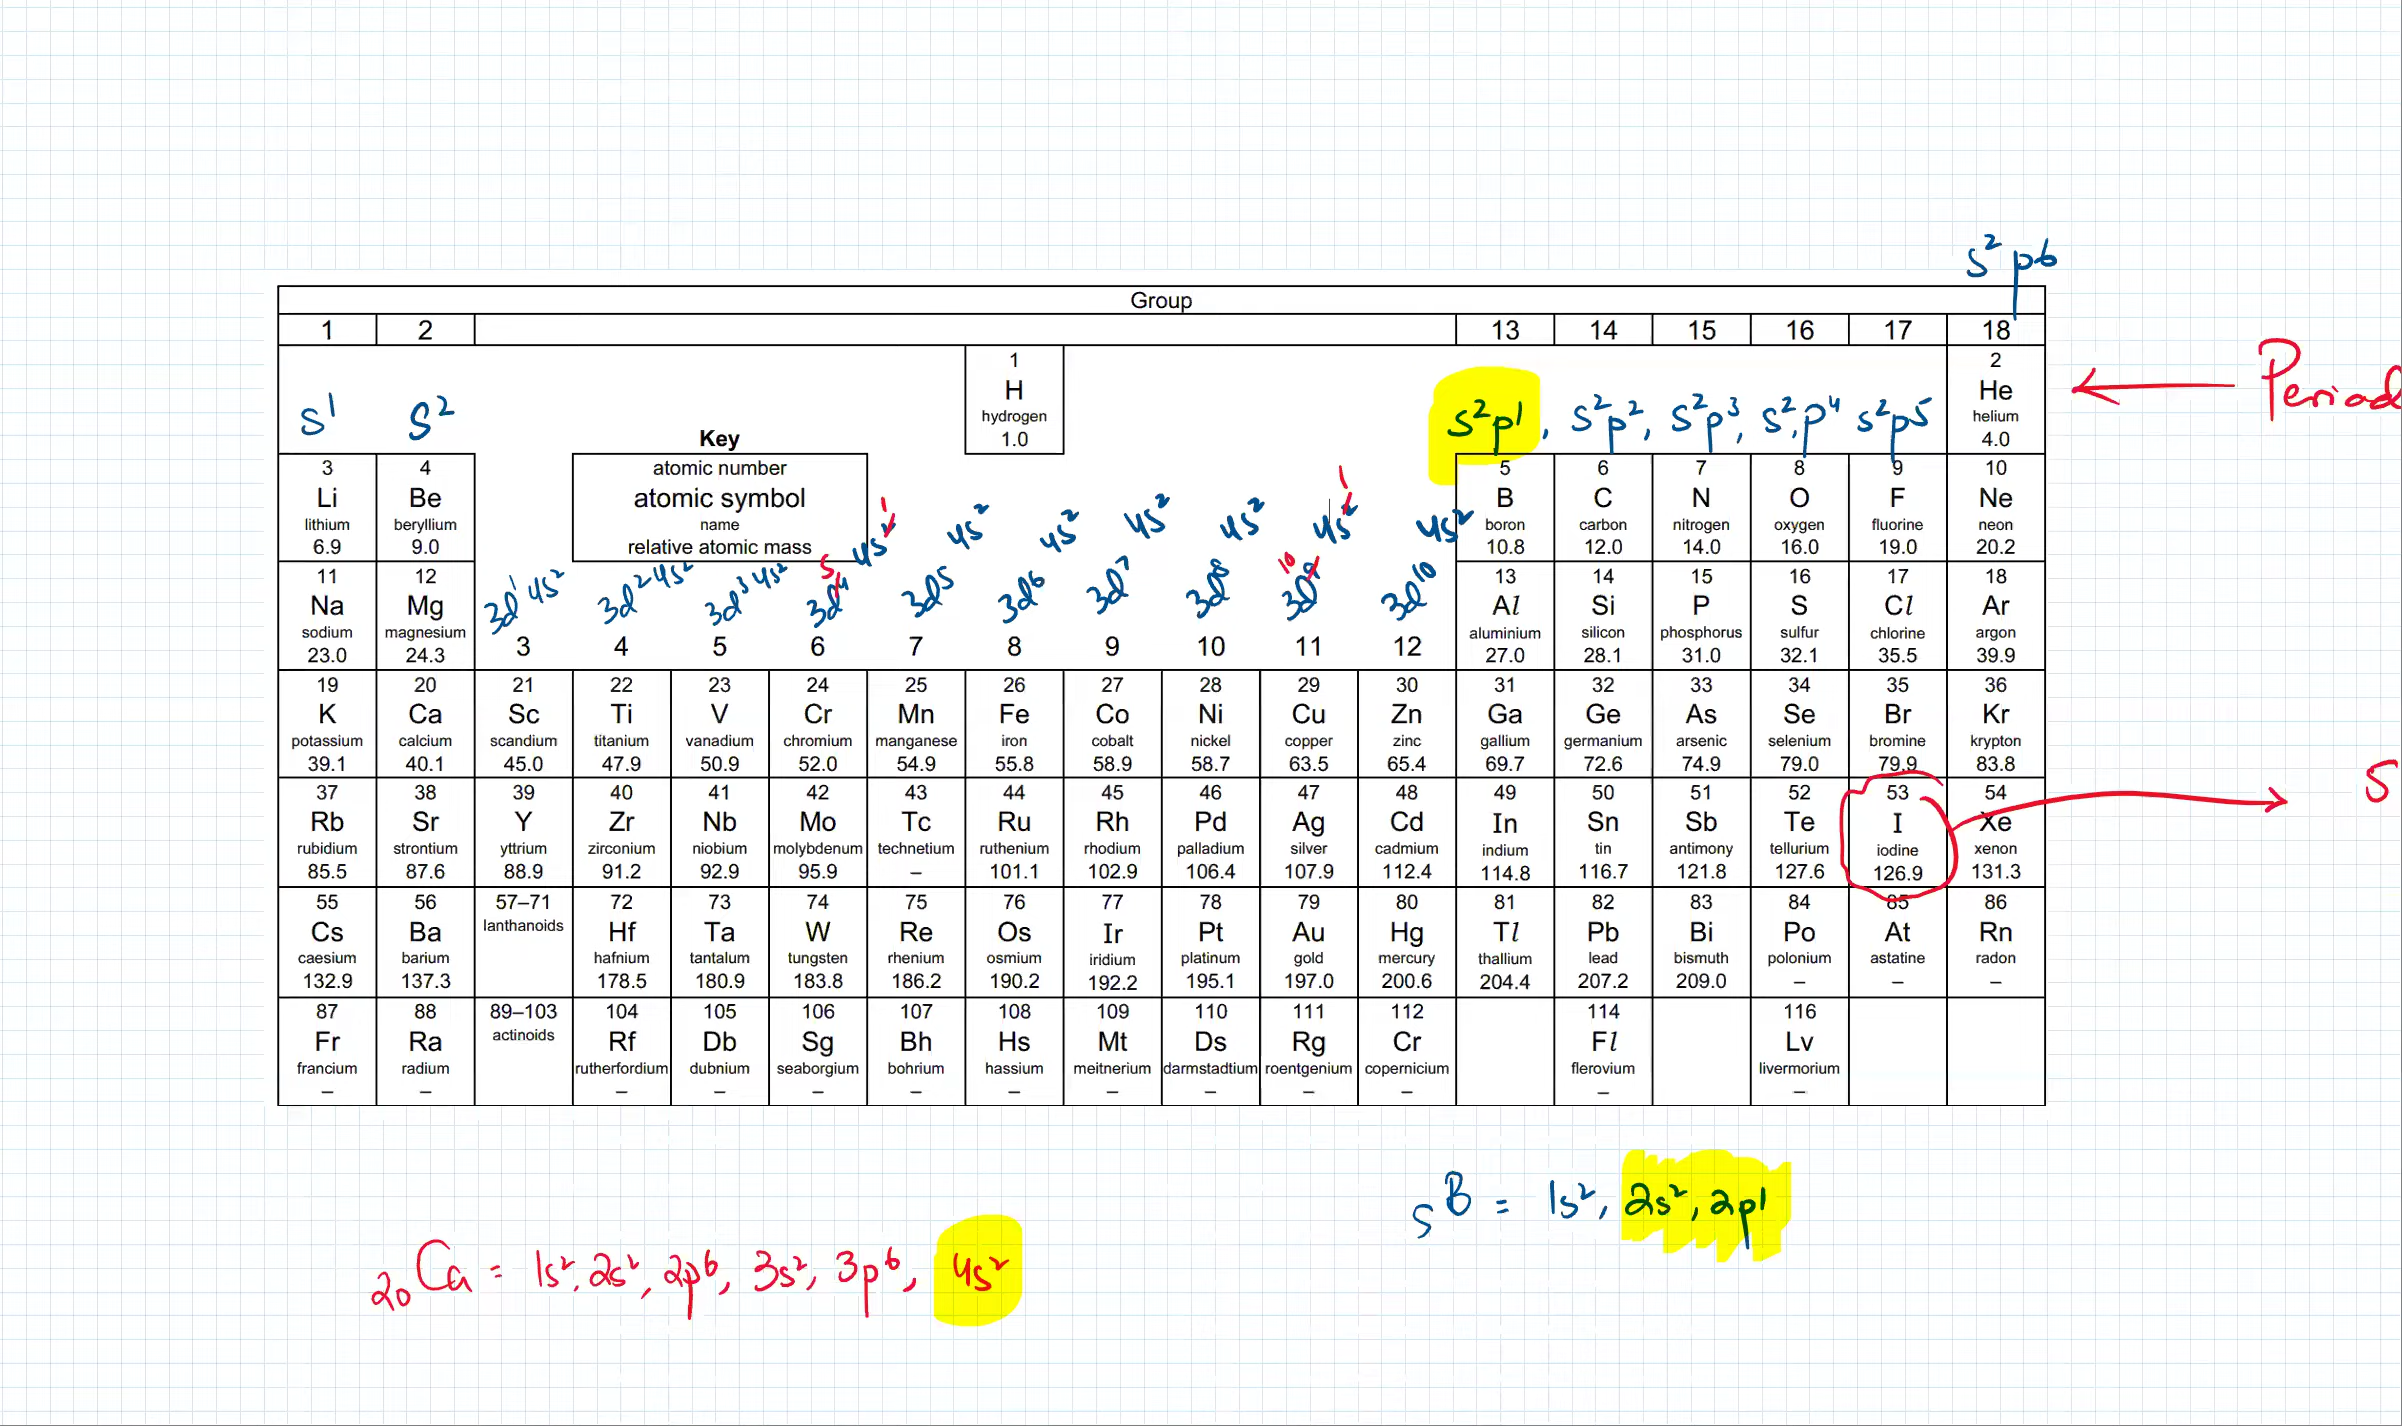 s² p6
Group
1 2 13 14 15 16 17 18
1 2
H He
hydrogen helium
1.0 4.0
← Period
s¹ s² s²p¹, s²p², s²p³, s²,p⁴ s²p5
Key
3 4 atomic number 5 6 7 8 9 10
Li Be atomic symbol B C N O F Ne
lithium beryllium name boron carbon nitrogen oxygen fluorine neon
6.9 9.0 relative atomic mass 10.8 12.0 14.0 16.0 19.0 20.2
1 1
4s² 4s² 4s² 4s² 4s² 4s² 4s²
5 10
3d¹ 4s² 3d² 4s² 3d³ 4s² 3d⁴ 3d5 3d⁶ 3d⁷ 3d⁸ 3d⁹ 3d¹⁰
11 12 13 14 15 16 17 18
Na Mg Al Si P S Cl Ar
sodium magnesium aluminium silicon phosphorus sulfur chlorine argon
23.0 24.3 27.0 28.1 31.0 32.1 35.5 39.9
3 4 5 6 7 8 9 10 11 12
19 20 21 22 23 24 25 26 27 28 29 30 31 32 33 34 35 36
K Ca Sc Ti V Cr Mn Fe Co Ni Cu Zn Ga Ge As Se Br Kr
potassium calcium scandium titanium vanadium chromium manganese iron cobalt nickel copper zinc gallium germanium arsenic selenium bromine krypton
39.1 40.1 45.0 47.9 50.9 52.0 54.9 55.8 58.9 58.7 63.5 65.4 69.7 72.6 74.9 79.0 79.9 83.8
37 38 39 40 41 42 43 44 45 46 47 48 49 50 51 52 53 54
Rb Sr Y Zr Nb Mo Tc Ru Rh Pd Ag Cd In Sn Sb Te I Xe
rubidium strontium yttrium zirconium niobium molybdenum technetium ruthenium rhodium palladium silver cadmium indium tin antimony tellurium iodine xenon
85.5 87.6 88.9 91.2 92.9 95.9 – 101.1 102.9 106.4 107.9 112.4 114.8 116.7 121.8 127.6 126.9 131.3
55 56 57–71 72 73 74 75 76 77 78 79 80 81 82 83 84 85 86
Cs Ba lanthanoids Hf Ta W Re Os Ir Pt Au Hg Tl Pb Bi Po At Rn
caesium barium hafnium tantalum tungsten rhenium osmium iridium platinum gold mercury thallium lead bismuth polonium astatine radon
132.9 137.3 178.5 180.9 183.8 186.2 190.2 192.2 195.1 197.0 200.6 204.4 207.2 209.0 – – –
87 88 89–103 104 105 106 107 108 109 110 111 112 114 116
Fr Ra actinoids Rf Db Sg Bh Hs Mt Ds Rg Cr Fl Lv
francium radium rutherfordium dubnium seaborgium bohrium hassium meitnerium darmstadtium roentgenium copernicium flerovium livermorium
– – – – – – – – – – – – –
5B = 1s², 2s², 2p¹
20Ca = 1s², 2s², 2p⁶, 3s², 3p⁶, 4s²